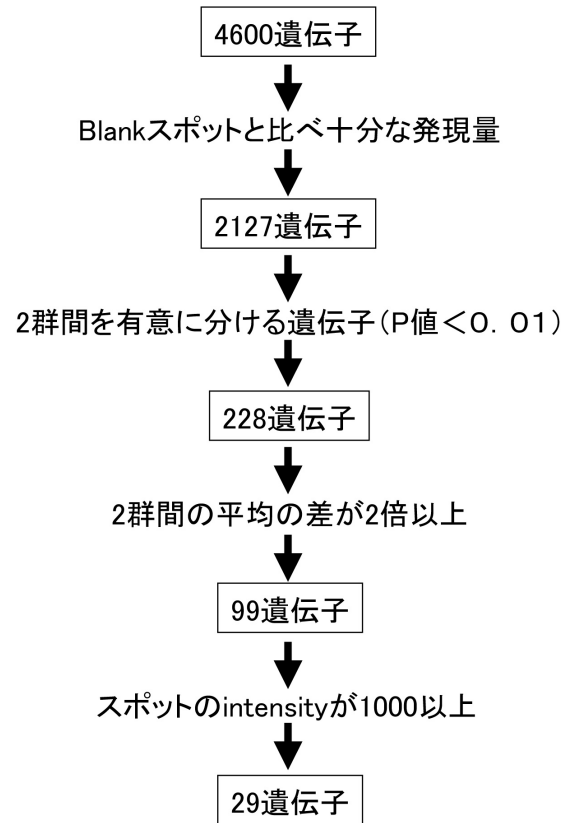 4600遺伝子
Blankスポットと比べ十分な発現量
2127遺伝子
2群間を有意に分ける遺伝子(P値<０．０１)
228遺伝子
2群間の平均の差が2倍以上
99遺伝子
スポットのintensityが1000以上
29遺伝子